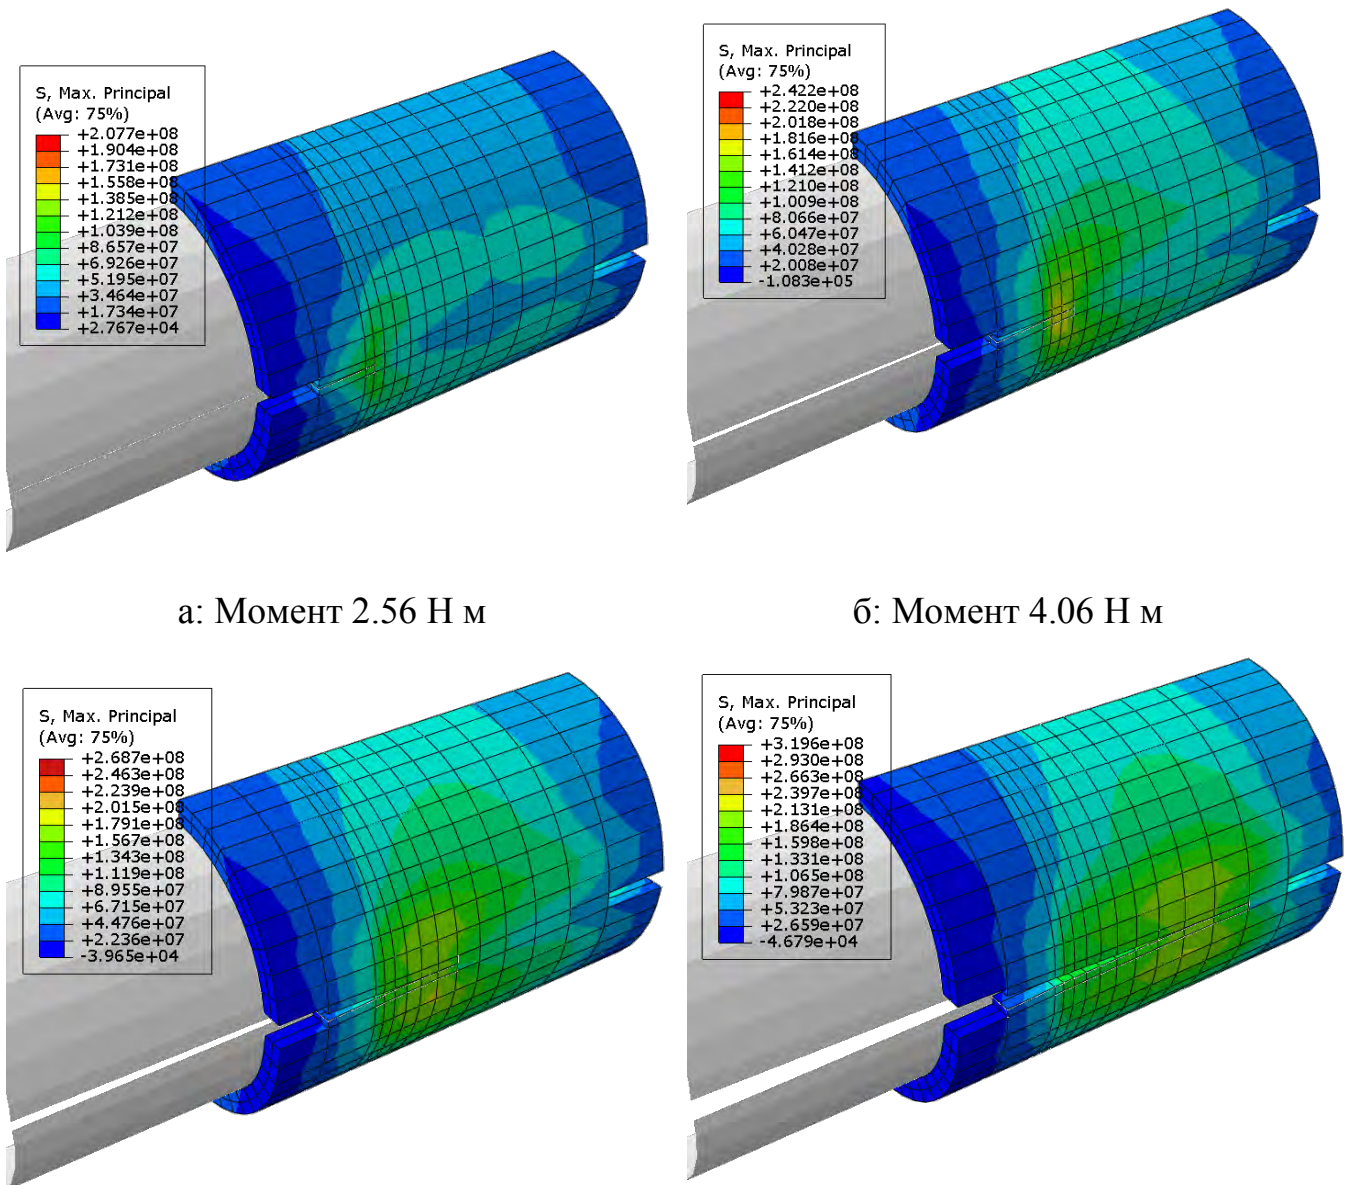 S, Max. Principal
(Avg: 75%)
+2.077e+08
+1.904e+08
+1.731e+08
+1.558e+08
+1.385e+08
+1.212e+08
+1.039e+08
+8.657e+07
+6.926e+07
+5.195e+07
+3.464e+07
+1.734e+07
+2.767e+04
S, Max. Principal
(Avg: 75%)
+2.422e+08
+2.220e+08
+2.018e+08
+1.816e+08
+1.614e+08
+1.412e+08
+1.210e+08
+1.009e+08
+8.066e+07
+6.047e+07
+4.028e+07
+2.008e+07
-1.083e+05
а: Момент 2.56 Н м
б: Момент 4.06 Н м
S, Max. Principal
(Avg: 75%)
+2.687e+08
+2.463e+08
+2.239e+08
+2.015e+08
+1.791e+08
+1.567e+08
+1.343e+08
+1.119e+08
+8.955e+07
+6.715e+07
+4.476e+07
+2.236e+07
-3.965e+04
S, Max. Principal
(Avg: 75%)
+3.196e+08
+2.930e+08
+2.663e+08
+2.397e+08
+2.131e+08
+1.864e+08
+1.598e+08
+1.331e+08
+1.065e+08
+7.987e+07
+5.323e+07
+2.659e+07
-4.679e+04